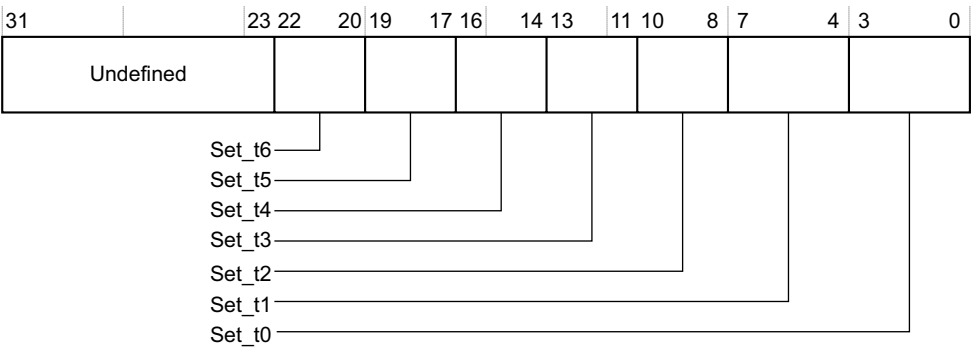 31 23 22 20 19 17 16 14 13 11 10 8 7 4 3 0
Undefined
Set_t6
Set_t5
Set_t4
Set_t3
Set_t2
Set_t1
Set_t0